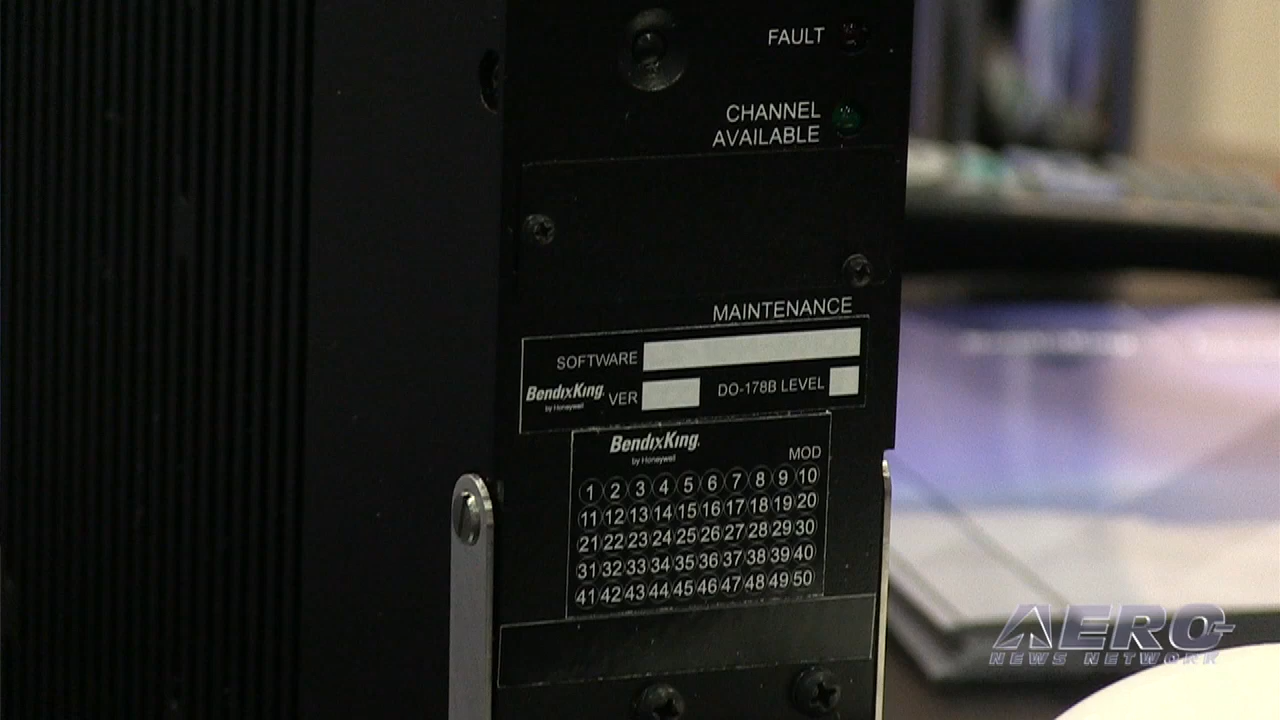 FAULT
CHANNEL
AVAILABLE
MAINTENANCE
SOFTWARE
BendixKing
by Honeywell
VER
DO-178B LEVEL
BendixKing
by Honeywell
MOD
1 2 3 4 5 6 7 8 9 10
11 12 13 14 15 16 17 18 19 20
21 22 23 24 25 26 27 28 29 30
31 32 33 34 35 36 37 38 39 40
41 42 43 44 45 46 47 48 49 50
AERO
NEWS NETWORK